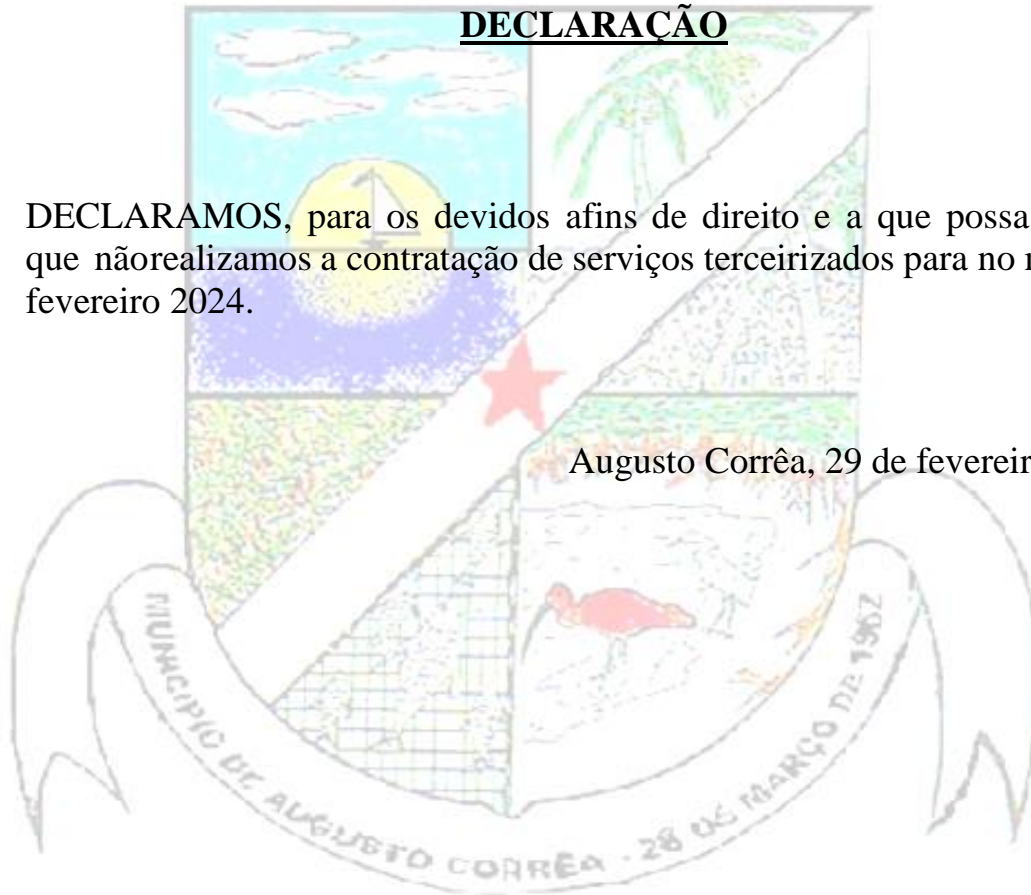 DECLARAÇÃO
DECLARAMOS, para os devidos afins de direito e a que possa
que nãorealizamos a contratação de serviços terceirizados para no
fevereiro 2024.
Augusto Corrêa, 29 de
MUNICIPIO DE AUGUSTO CORRÊA - 28 DE MARÇO DE 1962